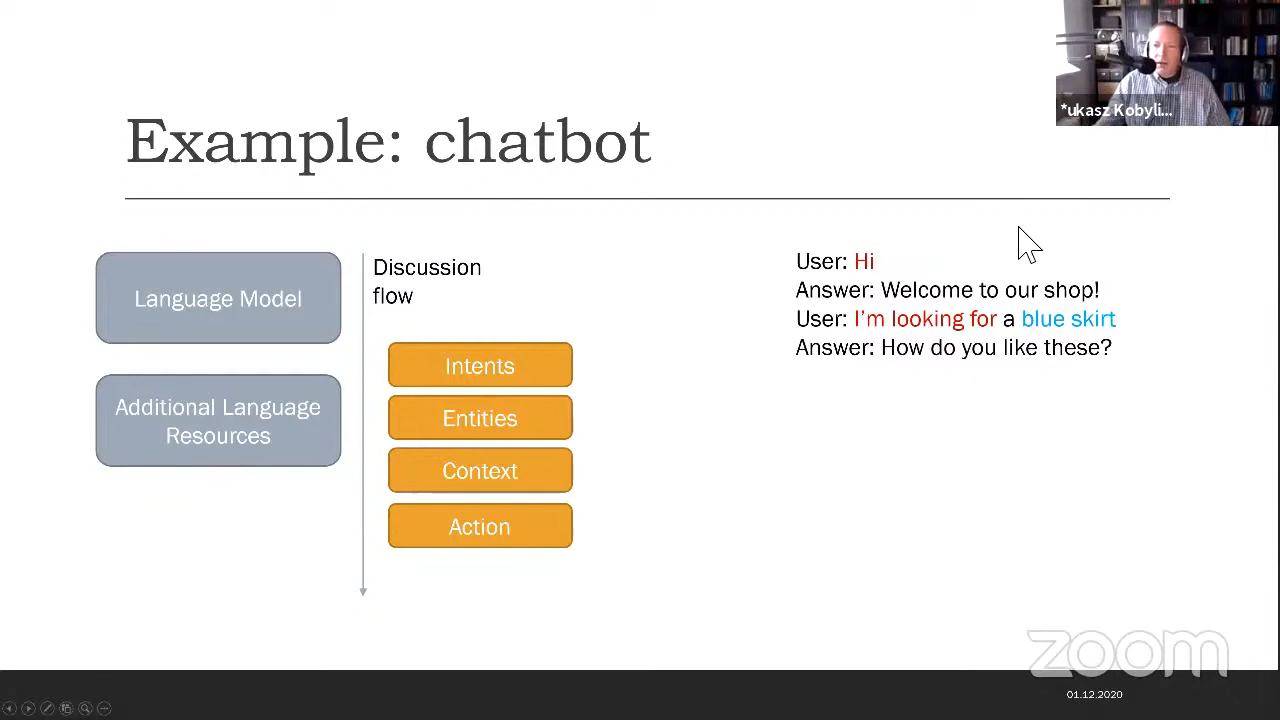 *ukasz Kobyli...
Example: chatbot
Language Model
Additional Language
Resources
Discussion
flow
Intents
Entities
Context
Action
User: Hi
Answer: Welcome to our shop!
User: I'm looking for a blue skirt
Answer: How do you like these?
zoom
01.12.2020